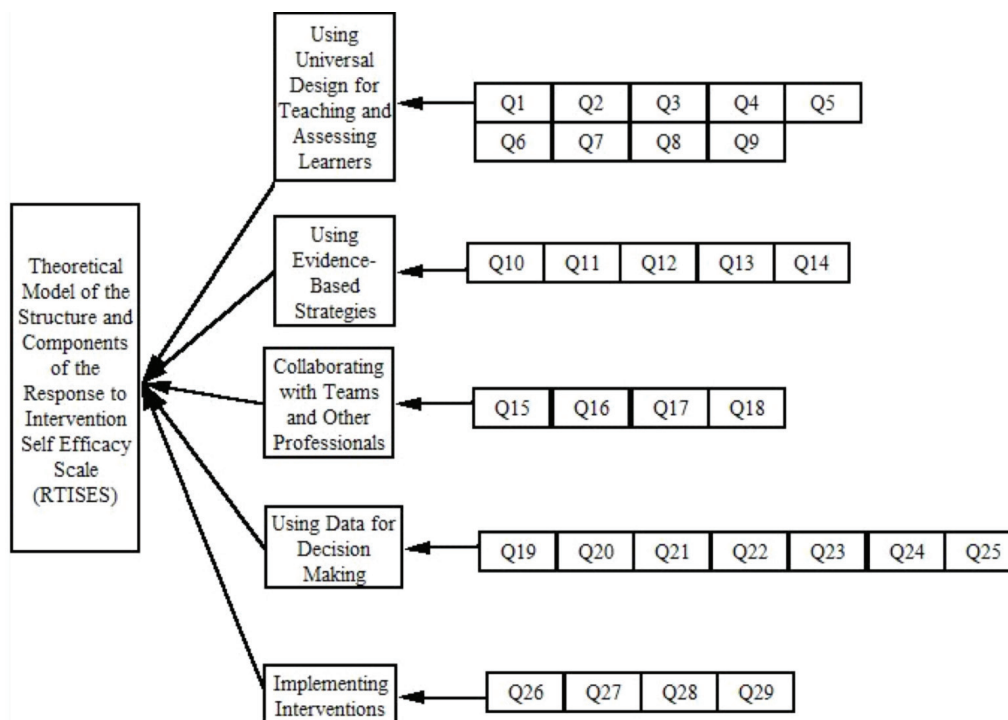 Using
Universal
Design for
Teaching and
Assessing
Learners
Q1 Q2 Q3 Q4 Q5
Q6 Q7 Q8 Q9
Theoretical
Model of the
Structure and
Components
of the
Response to
Intervention
Self Efficacy
Scale
(RTISES)
Using
Evidence-
Based
Strategies
Q10 Q11 Q12 Q13 Q14
Collaborating
with Teams
and Other
Professionals
Q15 Q16 Q17 Q18
Using Data for
Decision
Making
Q19 Q20 Q21 Q22 Q23 Q24 Q25
Implementing
Interventions
Q26 Q27 Q28 Q29